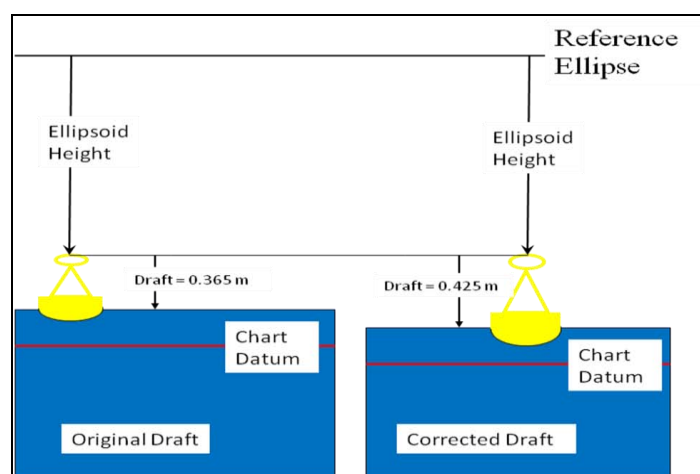 Reference
Ellipse
Ellipsoid
Height
Ellipsoid
Height
Draft = 0.365 m
Draft = 0.425 m
Chart
Datum
Chart
Datum
Original Draft
Corrected Draft